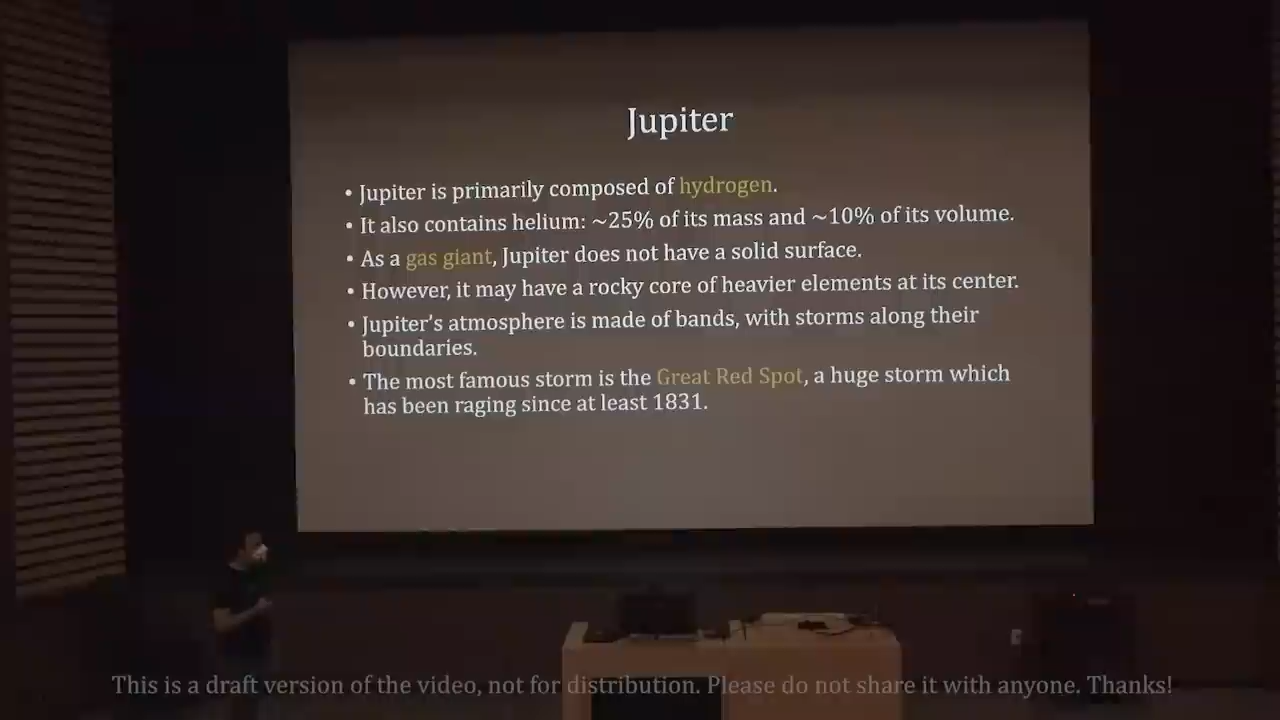 Jupiter
• Jupiter is primarily composed of hydrogen.
• It also contains helium: ~25% of its mass and ~10% of its volume.
• As a gas giant, Jupiter does not have a solid surface.
• However, it may have a rocky core of heavier elements at its center.
• Jupiter’s atmosphere is made of bands, with storms along their
boundaries.
• The most famous storm is the Great Red Spot, a huge storm which
has been raging since at least 1831.
This is a draft version of the video, not for distribution. Please do not share it with anyone. Thanks!